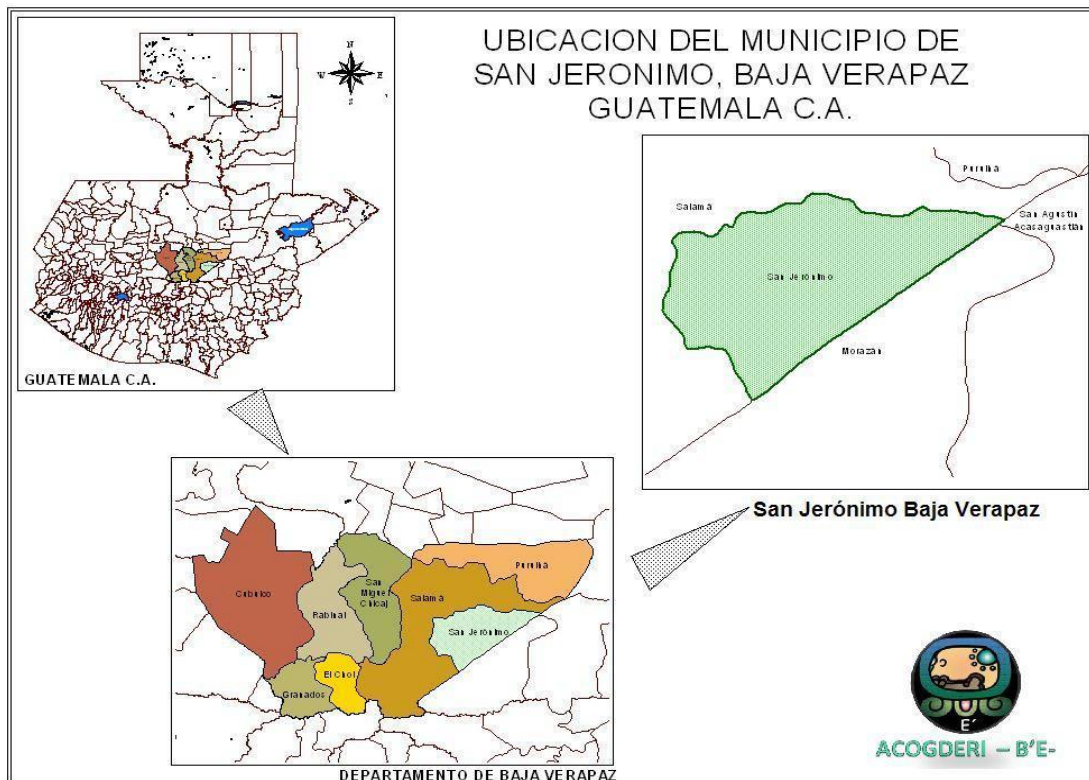 UBICACION DEL MUNICIPIO DE
SAN JERONIMO, BAJA VERAPAZ
GUATEMALA C.A.
N
W
E
S
GUATEMALA C.A.
Purulhá
Salamá
San Agustín
Acasaguastlán
San Jerónimo
Morazán
San Jerónimo Baja Verapaz
Cubulco
Rabinal
San
Miguel
Chicaj
Salamá
Purulhá
San Jerónimo
El Chol
Granados
DEPARTAMENTO DE BAJA VERAPAZ
E´
ACOGDERI – B'E-